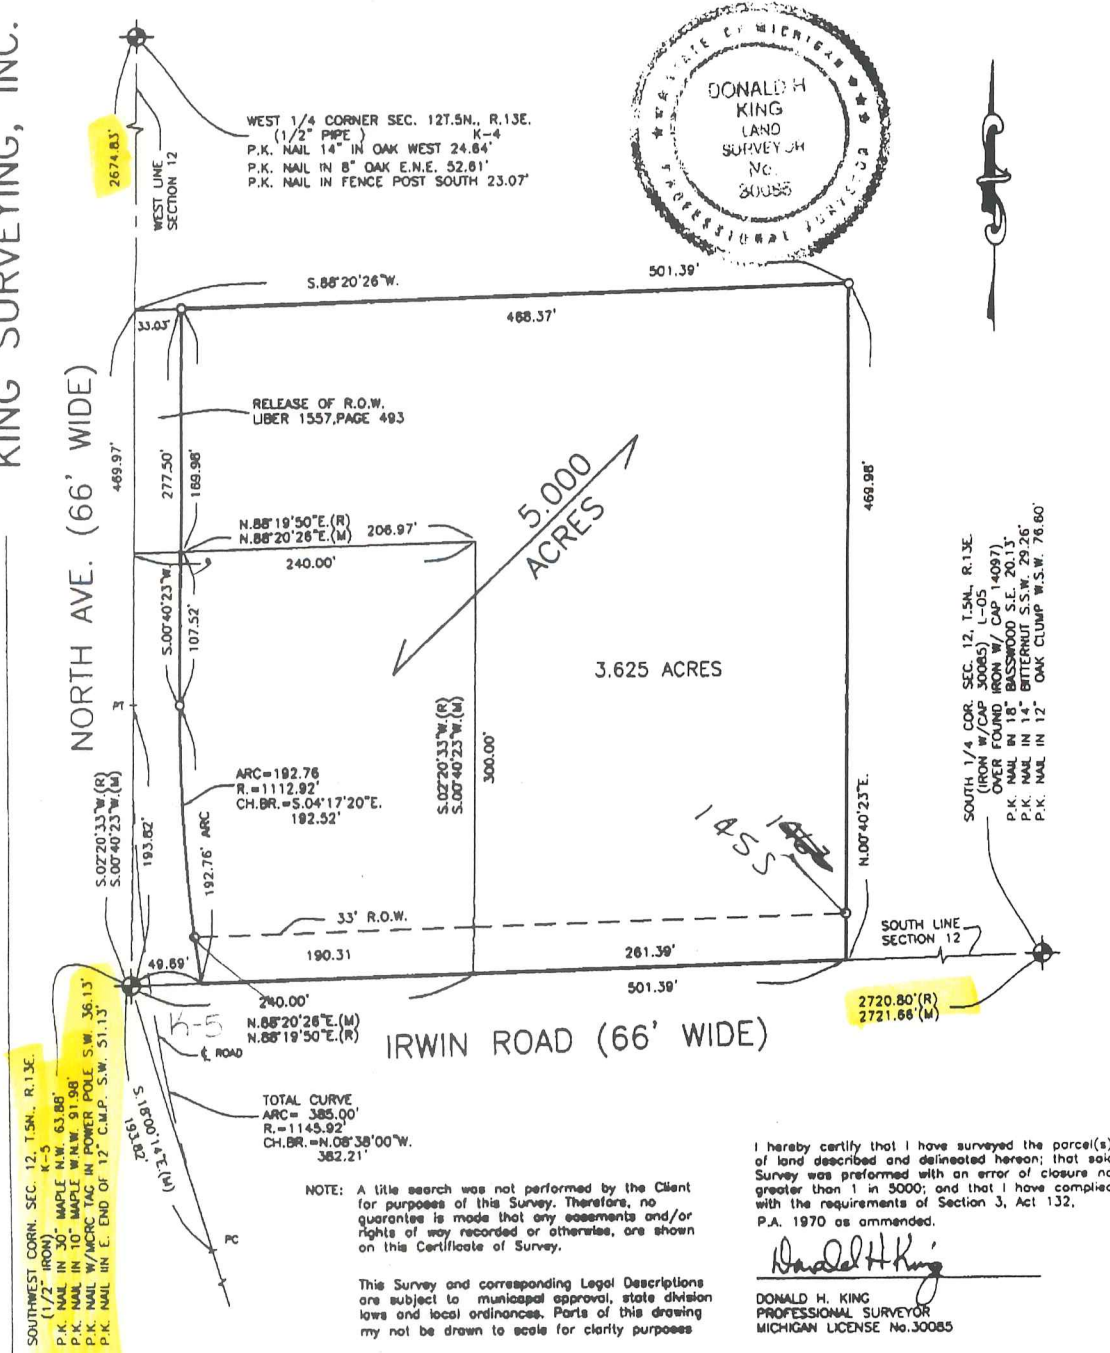 KING SURVEYING, INC.
STATE OF MICHIGAN
DONALD H
KING
LAND
SURVEYOR
No.
30085
PROFESSIONAL SURVEYOR
2674.83'
WEST LINE
SECTION 12
WEST 1/4 CORNER SEC. 12T.5N., R.13E.
(1/2" PIPE ) K-4
P.K. NAIL 14" IN OAK WEST 24.64'
P.K. NAIL IN 8" OAK E.N.E. 52.61'
P.K. NAIL IN FENCE POST SOUTH 23.07'
S.88°20'26"W.
501.39'
33.03'
468.37'
NORTH AVE. (66' WIDE)
469.97'
RELEASE OF R.O.W.
LIBER 1557,PAGE 493
277.50'
169.98'
5.000
ACRES
469.98'
N.88°19'50"E.(R)
N.88°20'26"E.(M)
206.97'
240.00'
S.00°40'23"W.
107.52'
3.625 ACRES
PT
S.02°20'33"W.(R)
S.00°40'23"W.(M)
300.00'
ARC=192.76
R.=1112.92'
CH.BR.=S.04°17'20"E.
192.52'
S.02°20'33"W.(R)
S.00°40'23"W.(M)
193.82'
192.76' ARC
1455
N.00°40'23"E.
SOUTH 1/4 COR. SEC. 12, T.5N., R.13E.
(IRON W/CAP 30085) L-05
OVER FOUND IRON W/ CAP 14097)
P.K. NAIL IN 18" BASSWOOD S.E. 20.13'
P.K. NAIL IN 14" BITTERNUT S.S.W. 29.26'
P.K. NAIL IN 12" OAK CLUMP W.S.W. 76.60'
33' R.O.W.
SOUTH LINE
SECTION 12
49.69'
190.31
261.39'
240.00'
501.39'
K-5
N.88°20'26"E.(M)
N.88°19'50"E.(R)
℄ ROAD
IRWIN ROAD (66' WIDE)
2720.80'(R)
2721.66'(M)
SOUTHWEST CORN. SEC. 12, T.5N., R.13E.
(1/2" IRON) K-5
P.K. NAIL IN 30" MAPLE N.W. 63.88'
P.K. NAIL IN 10" MAPLE W.N.W. 91.98'
P.K. NAIL W/MCRC TAG IN POWER POLE S.W. 36.13'
P.K. NAIL IIN E. END OF 12" C.M.P. S.W. 51.13'
S.18°00'14"E.(M)
193.82'
PC
TOTAL CURVE
ARC= 385.00'
R.=1145.92'
CH.BR.=N.08°38'00"W.
382.21'
NOTE: A title search was not performed by the Client
for purposes of this Survey. Therefore, no
guarantee is made that any easements and/or
rights of way recorded or otherwise, are shown
on this Certificate of Survey.
This Survey and corresponding Legal Descriptions
are subject to municapal approval, state division
laws and local ordinances. Parts of this drawing
my not be drawn to scale for clarity purposes
I hereby certify that I have surveyed the parcel(s)
of land described and delineated hereon; that said
Survey was preformed with an error of closure no
greater than 1 in 5000; and that I have complied
with the requirements of Section 3, Act 132,
P.A. 1970 as ammended.
Donald H King
DONALD H. KING
PROFESSIONAL SURVEYOR
MICHIGAN LICENSE No.30085